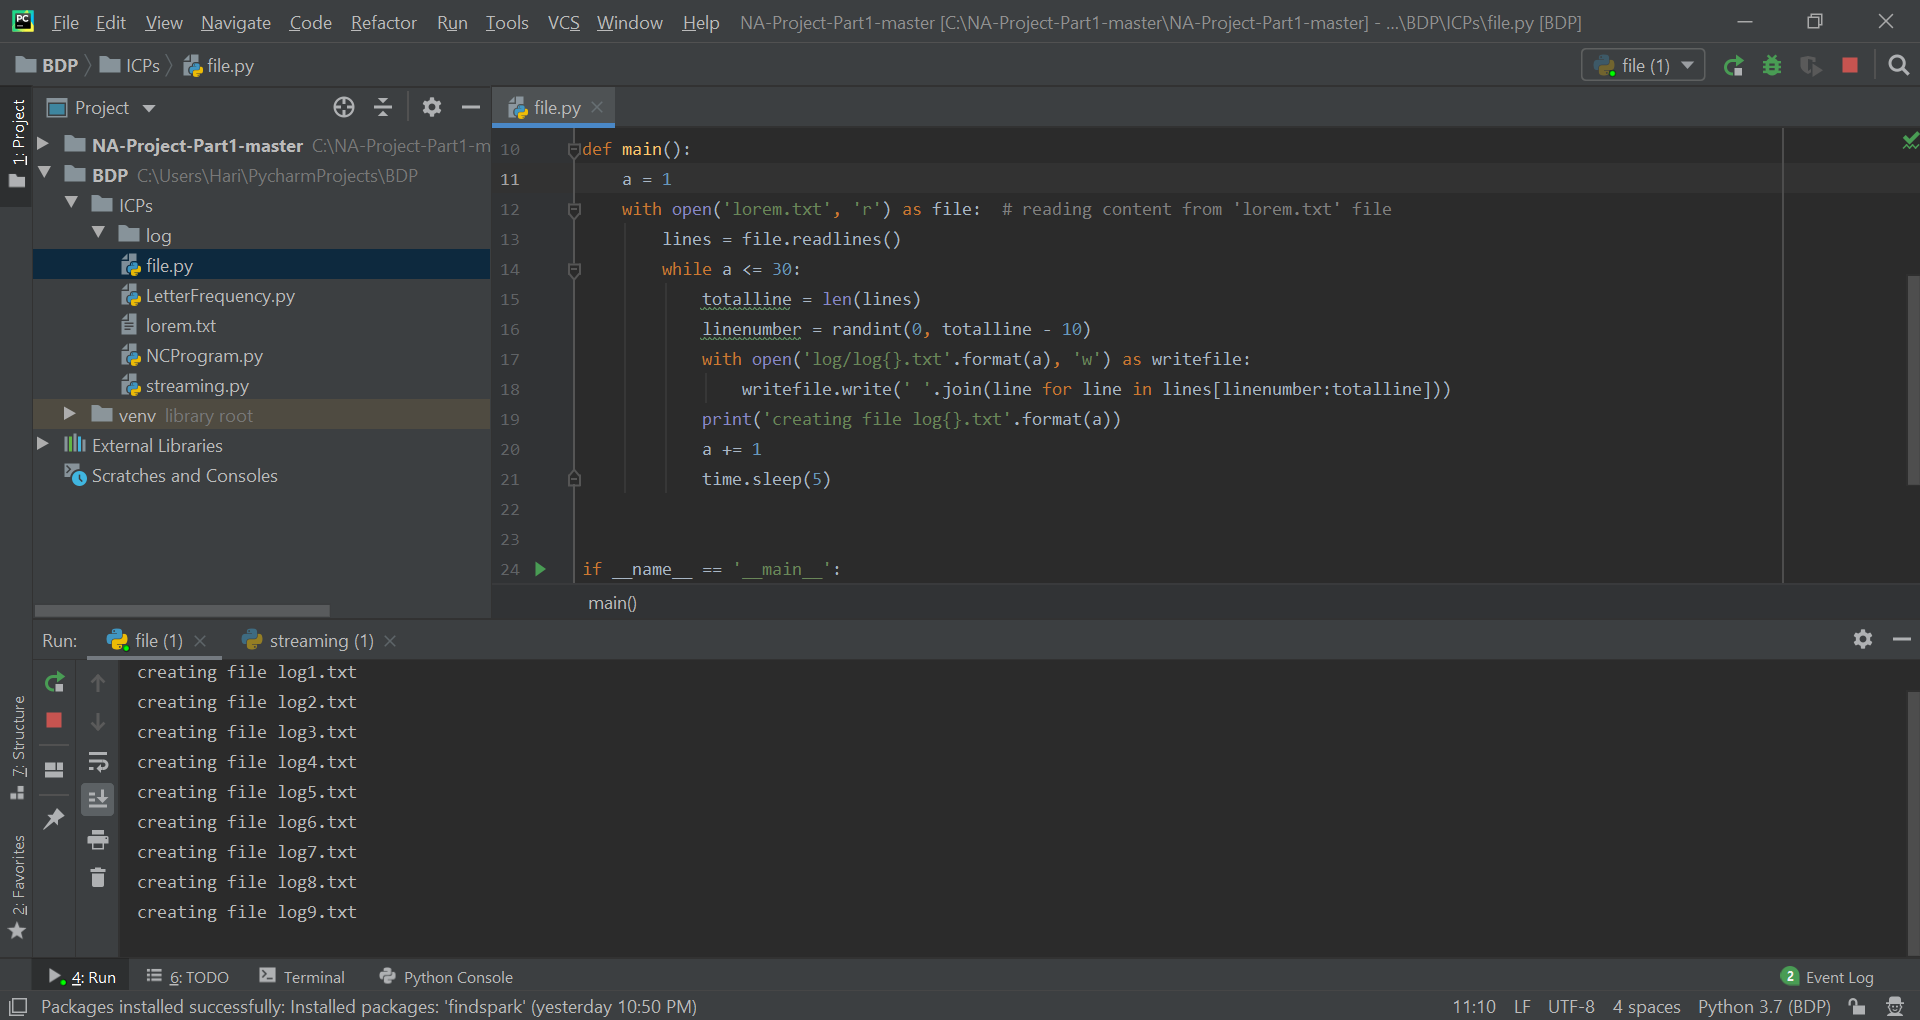 PC File Edit View Navigate Code Refactor Run Tools VCS Window Help NA-Project-Part1-master [C:\NA-Project-Part1-master\NA-Project-Part1-master] - ...\BDP\ICPs\file.py [BDP]
BDP ICPs file.py file (1)
1: Project
Project
NA-Project-Part1-master C:\NA-Project-Part1-m
BDP C:\Users\Hari\PycharmProjects\BDP
ICPs
log
file.py
LetterFrequency.py
lorem.txt
NCProgram.py
streaming.py
venv library root
External Libraries
Scratches and Consoles
file.py
10 def main():
11 a = 1
12 with open('lorem.txt', 'r') as file:  # reading content from 'lorem.txt' file
13 lines = file.readlines()
14 while a <= 30:
15 totalline = len(lines)
16 linenumber = randint(0, totalline - 10)
17 with open('log/log{}.txt'.format(a), 'w') as writefile:
18 writefile.write(' '.join(line for line in lines[linenumber:totalline]))
19 print('creating file log{}.txt'.format(a))
20 a += 1
21 time.sleep(5)
22
23
24 if __name__ == '__main__':
main()
Run: file (1) streaming (1)
creating file log1.txt
creating file log2.txt
creating file log3.txt
creating file log4.txt
creating file log5.txt
creating file log6.txt
creating file log7.txt
creating file log8.txt
creating file log9.txt
7: Structure
2: Favorites
4: Run 6: TODO Terminal Python Console 2 Event Log
Packages installed successfully: Installed packages: 'findspark' (yesterday 10:50 PM) 11:10 LF UTF-8 4 spaces Python 3.7 (BDP)